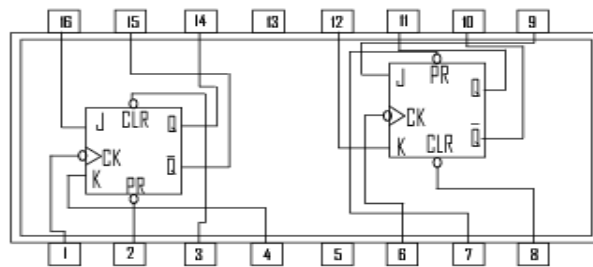 16 15 14 13 12 11 10 9
J PR Q
CK
K CLR Q̅
J CLR Q
CK
K PR Q̅
1 2 3 4 5 6 7 8